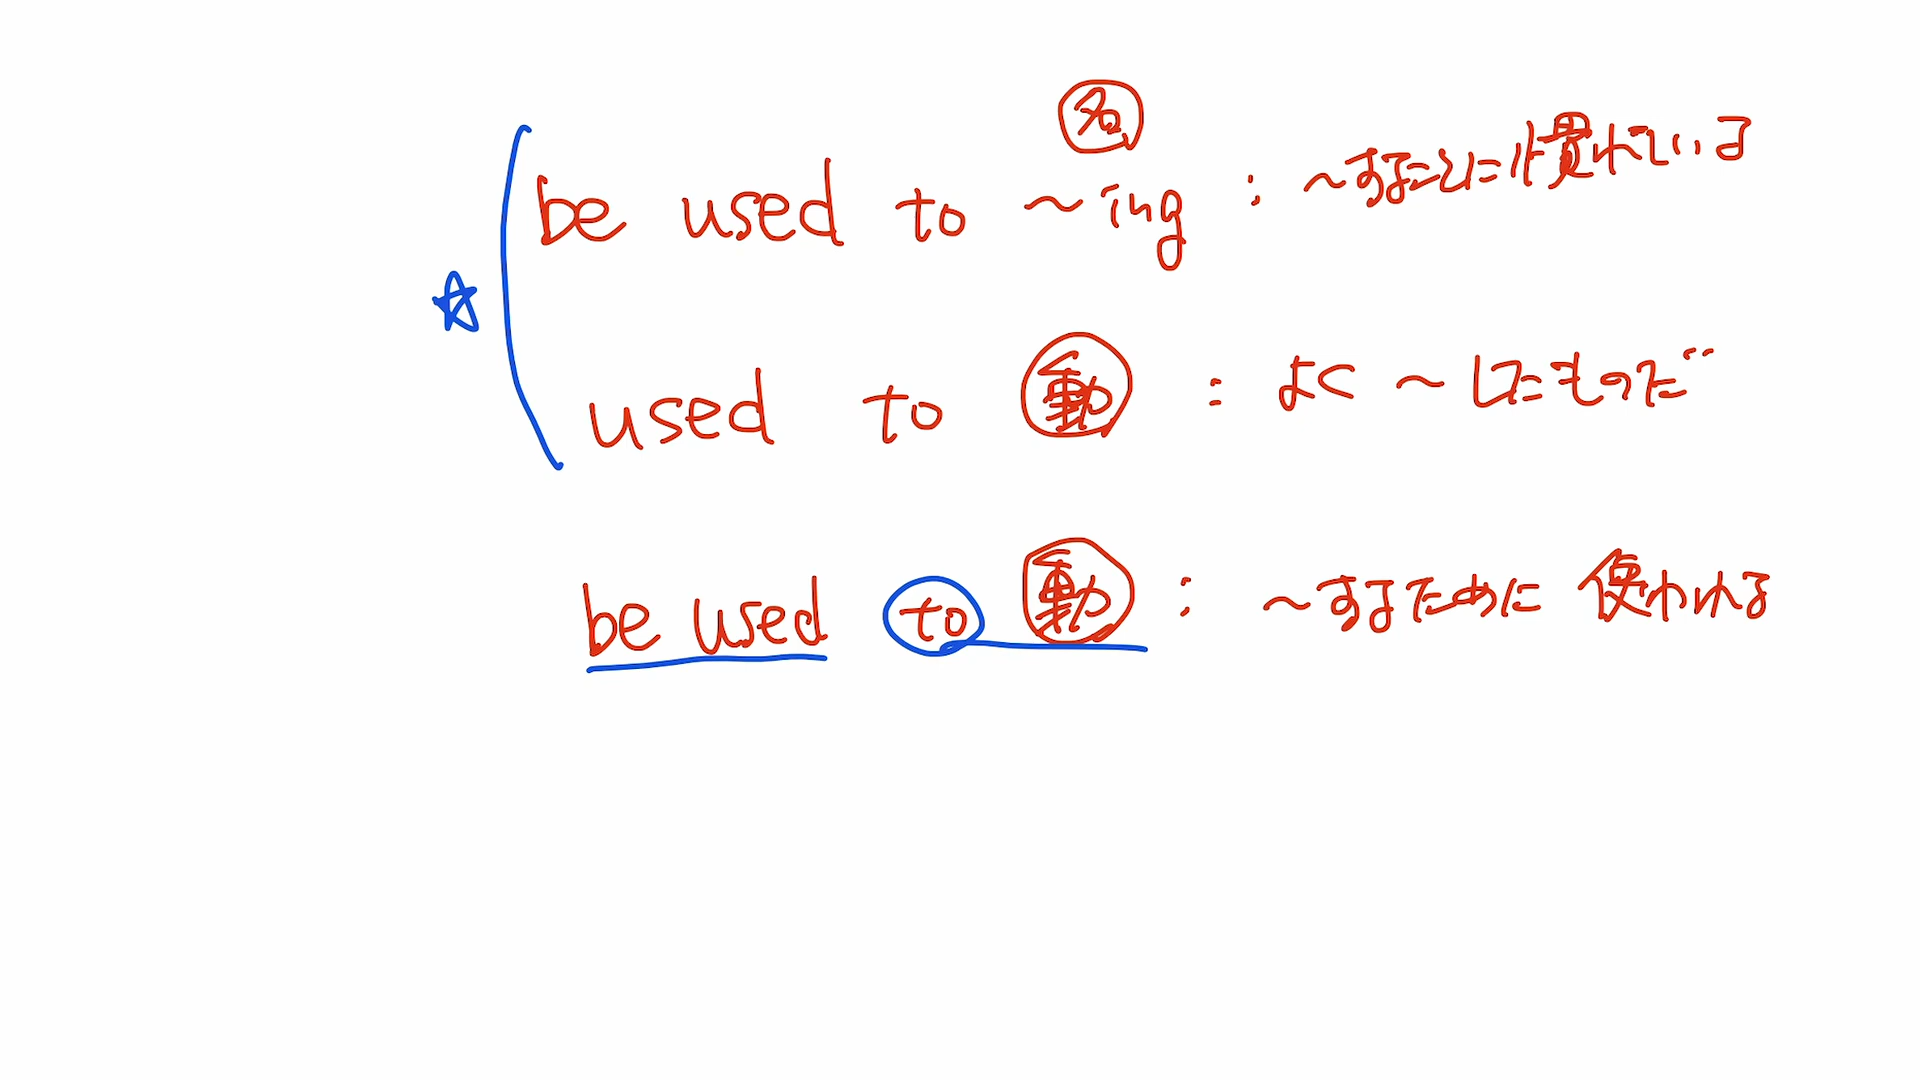 名
be used to ~ing : ~することに慣れている
used to 動 : よく ~したものだ
be used to 動 : ~するために 使われる